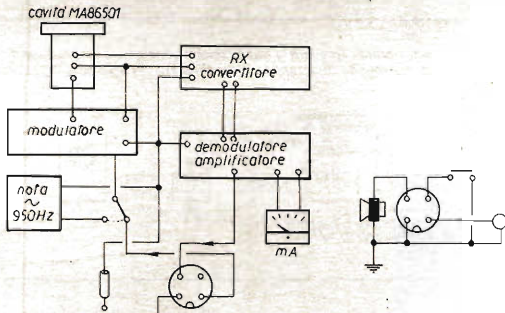 cavità MA86501
RX
convertitore
modulatore
demodulatore
amplificatore
nota
~
950Hz
mA